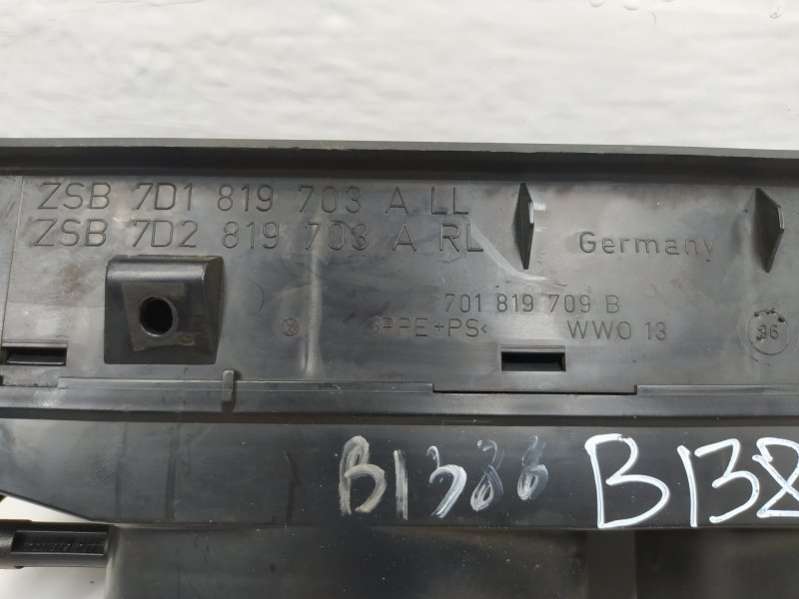 ZSB 7D1 819 703 A LL
ZSB 7D2 819 703 A RL
Germany
701 819 709 B
>PPE+PS<
WWO 13
96
B1388
B138